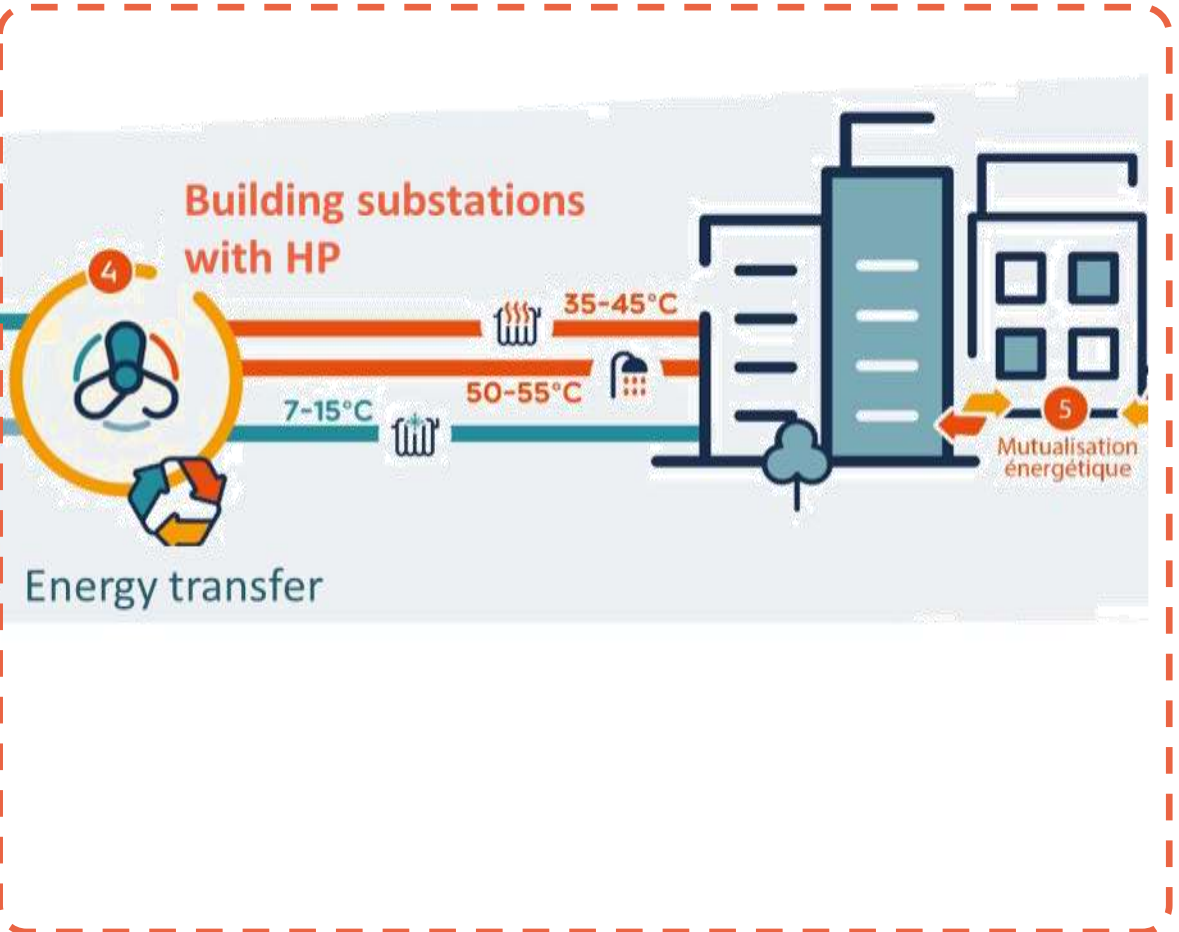 Building substations
with HP
4
35-45°C
50-55°C
7-15°C
5
Mutualisation
énergétique
Energy transfer